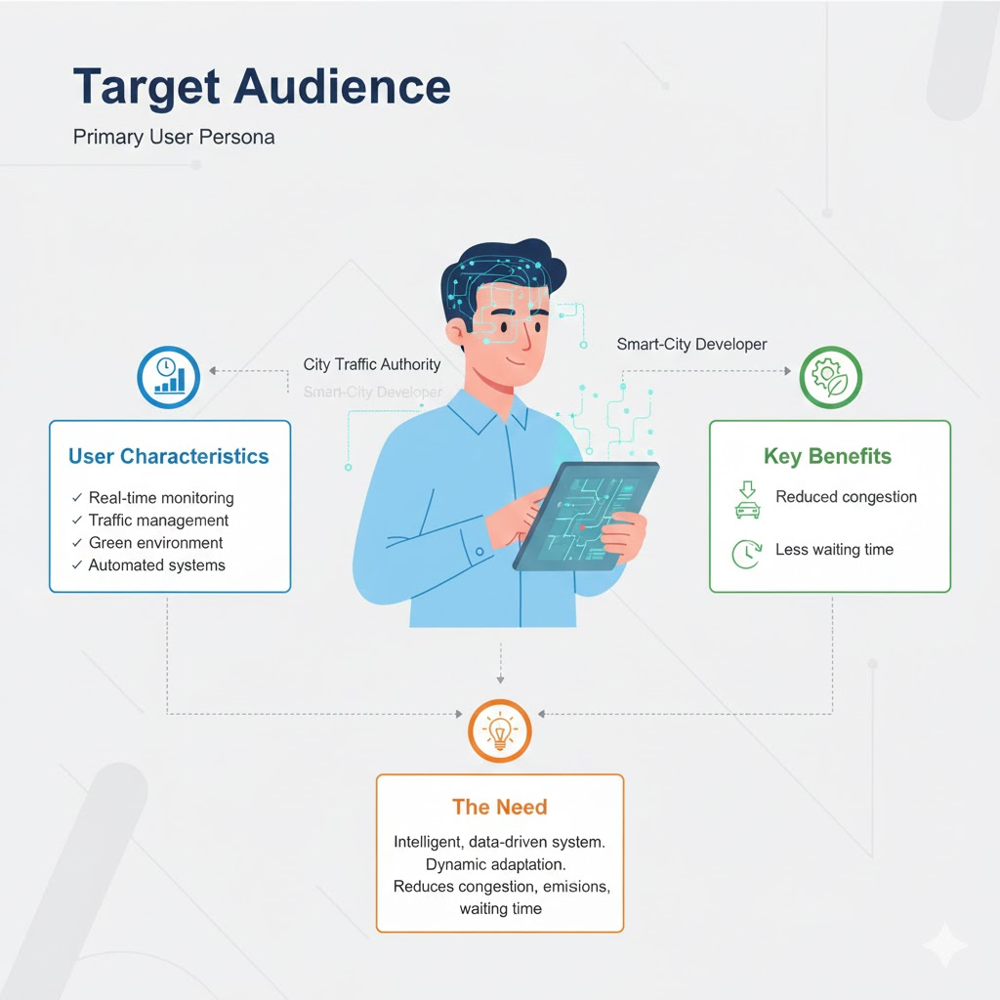 Target Audience
Primary User Persona
City Traffic Authority
Smart-City Developer
Smart-City Developer
User Characteristics
✓ Real-time monitoring
✓ Traffic management
✓ Green environment
✓ Automated systems
Key Benefits
Reduced congestion
Less waiting time
The Need
Intelligent, data-driven system.
Dynamic adaptation.
Reduces congestion, emissions,
waiting time